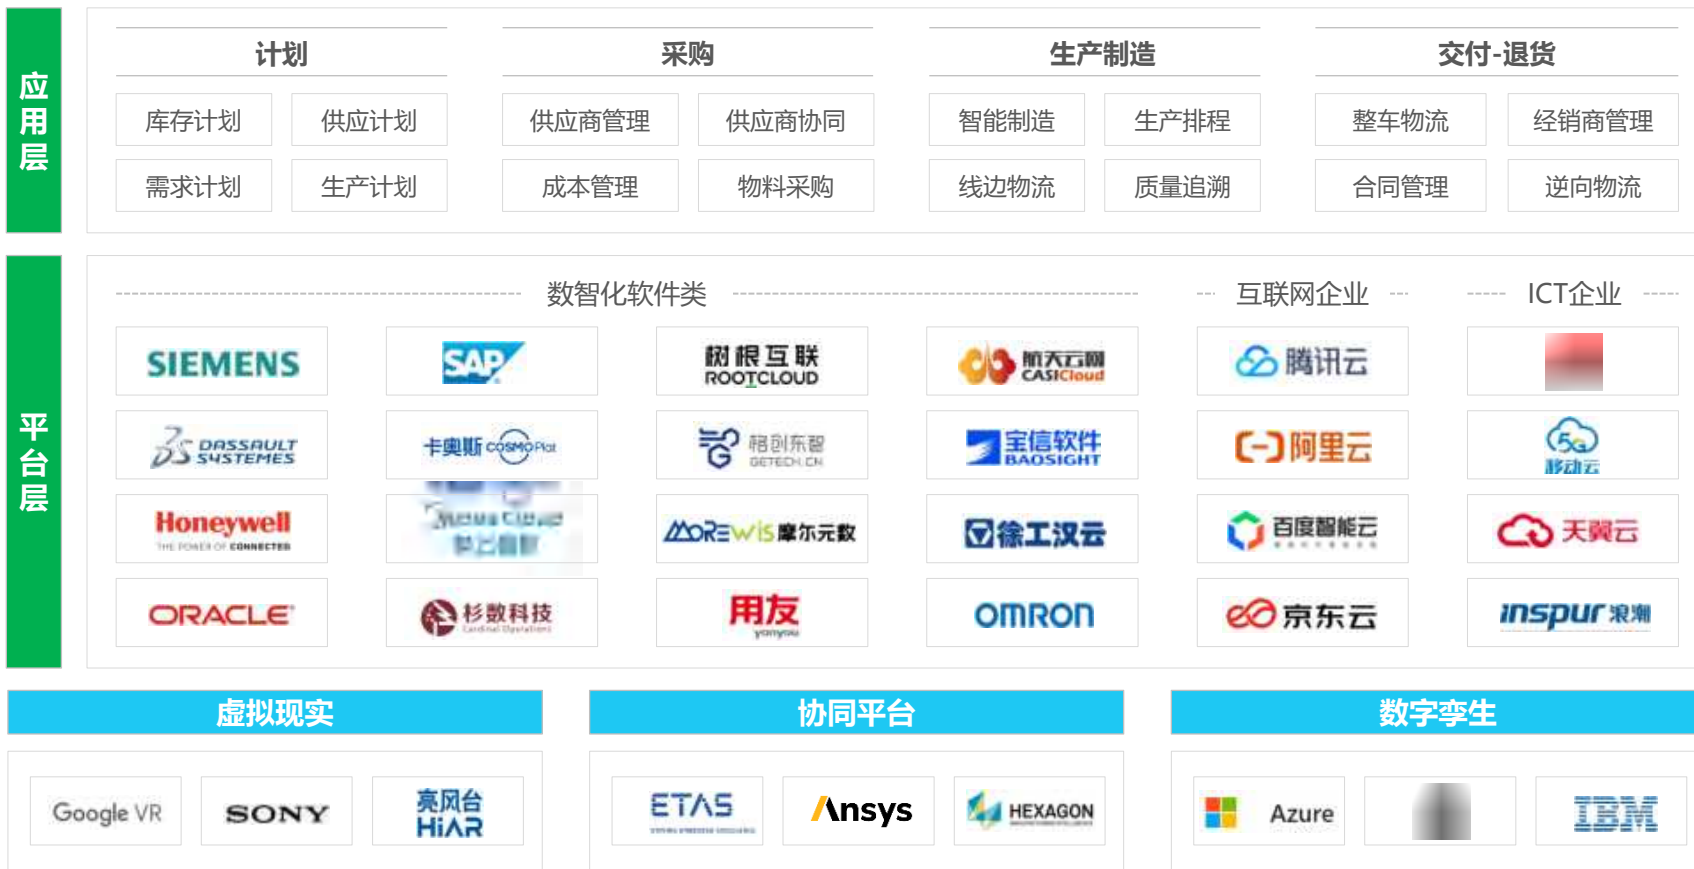 应用层
计划
采购
生产制造
交付-退货
库存计划
供应计划
供应商管理
供应商协同
智能制造
生产排程
整车物流
经销商管理
需求计划
生产计划
成本管理
物料采购
线边物流
质量追溯
合同管理
逆向物流
平台层
数智化软件类
互联网企业
ICT企业
SIEMENS
SAP
树根互联
ROOTCLOUD
航天云网
CASICloud
腾讯云
DASSAULT
SYSTEMES
卡奥斯 COSMOPlat
格创东智
GETECH.CN
宝信软件
BAOSIGHT
阿里云
5G
移动云
Honeywell
THE POWER OF CONNECTED
MOREWIS 摩尔元数
徐工汉云
百度智能云
天翼云
ORACLE
杉数科技
Cardinal Operations
用友
yonyou
OMRON
京东云
inspur 浪潮
虚拟现实
协同平台
数字孪生
Google VR
SONY
亮风台
HiAR
ETAS
Ansys
HEXAGON
Azure
IBM